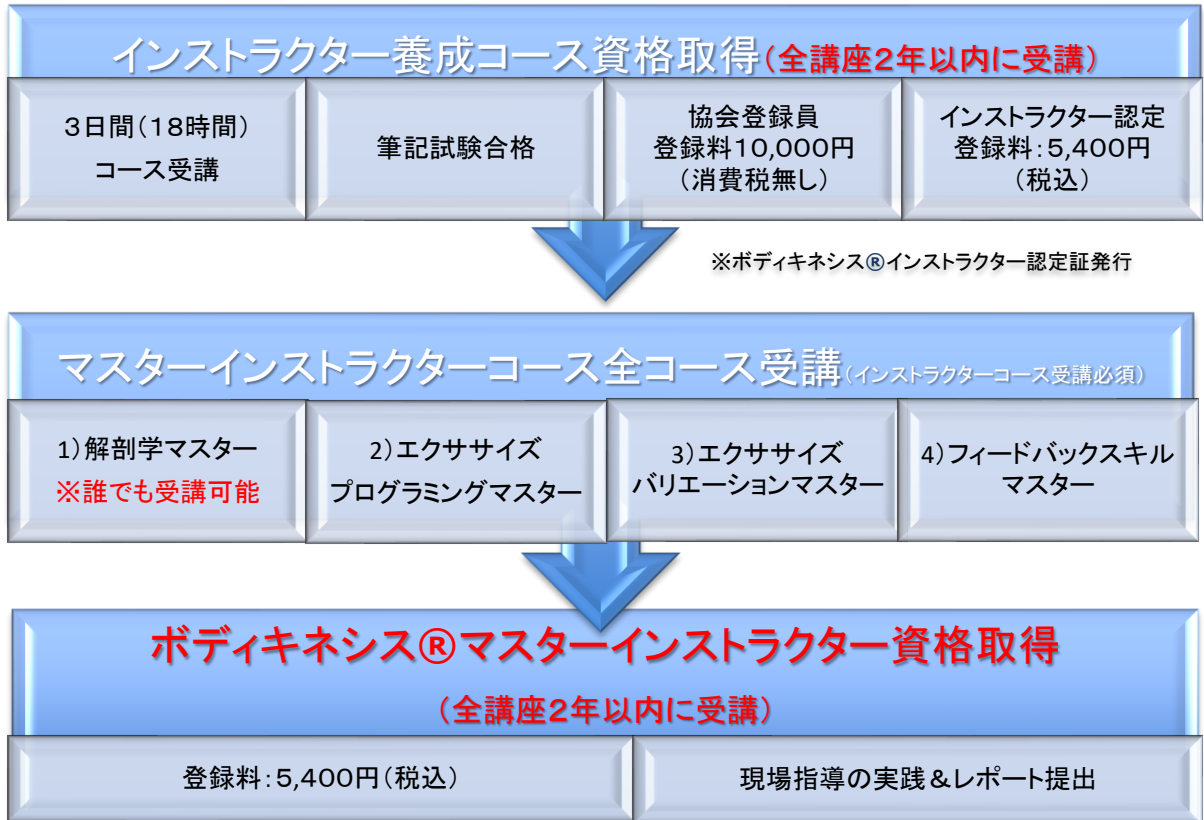 インストラクター養成コース資格取得(全講座2年以内に受講)
3日間(18時間)
コース受講
筆記試験合格
協会登録員
登録料10,000円
(消費税無し)
インストラクター認定
登録料:5,400円
(税込)
※ボディキネシス®インストラクター認定証発行
マスターインストラクターコース全コース受講(インストラクターコース受講必須)
1)解剖学マスター
※誰でも受講可能
2)エクササイズ
プログラミングマスター
3)エクササイズ
バリエーションマスター
4)フィードバックスキル
マスター
ボディキネシス®マスターインストラクター資格取得
(全講座2年以内に受講)
登録料:5,400円(税込)
現場指導の実践&レポート提出